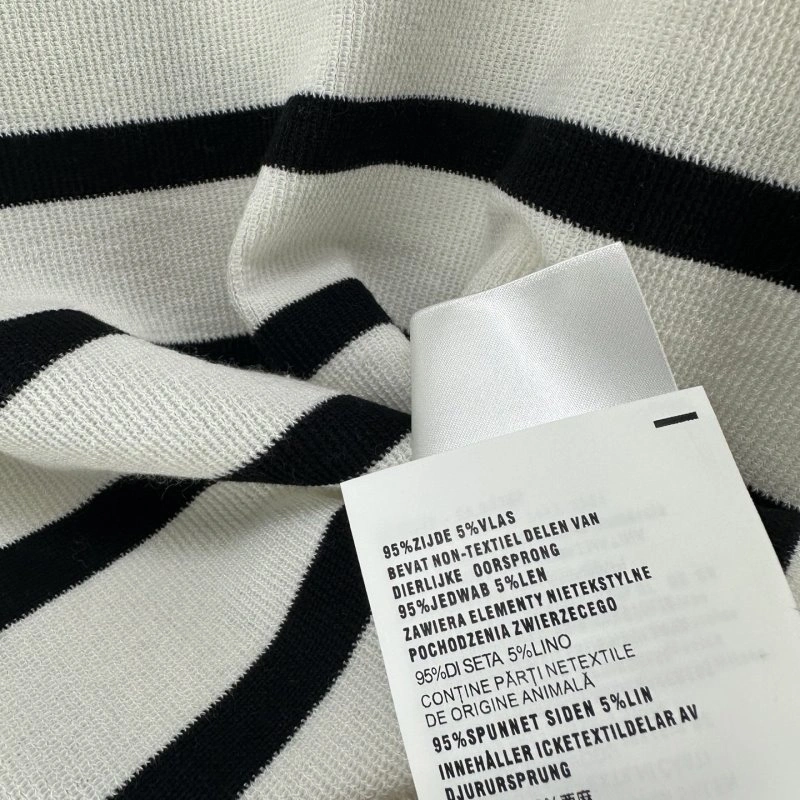 95%ZIJDE 5%VLAS
BEVAT NON-TEXTIEL DELEN VAN
DIERLIJKE OORSPRONG
95%JEDWAB 5%LEN
ZAWIERA ELEMENTY NIETEKSTYLNE
POCHODZENIA ZWIERZECEGO
95%DI SETA 5%LINO
CONȚINE PĂRȚI NETEXTILE
DE ORIGINE ANIMALĂ
95%SPUNNET SIDEN 5%LIN
INNEHÅLLER ICKETEXTILDELAR AV
DJURURSPRUNG